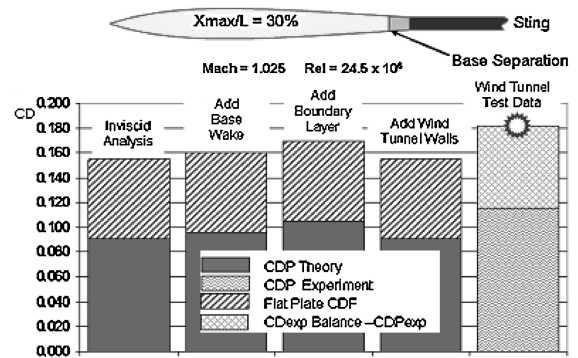 Xmax/L = 30%
Sting
Base Separation
Mach = 1.025 Rel = 24.5 x 10⁶
CD
Inviscid
Analysis
Add
Base
Wake
Add
Boundary
Layer
Add Wind
Tunnel Walls
Wind Tunnel
Test Data
0.200
0.180
0.160
0.140
0.120
0.100
0.080
0.060
0.040
0.020
0.000
CDP Theory
CDP Experiment
Flat Plate CDF
CDexp Balance –CDPexp